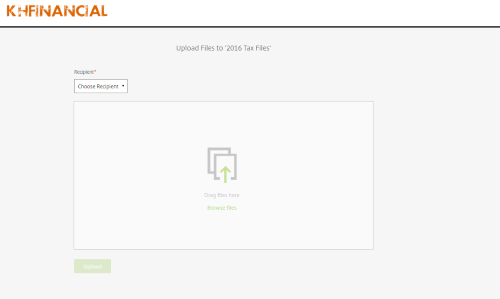 KHFINANCIAL
Upload Files to '2016 Tax Files'
Recipient*
Choose Recipient
Drag files here
Browse files
Upload